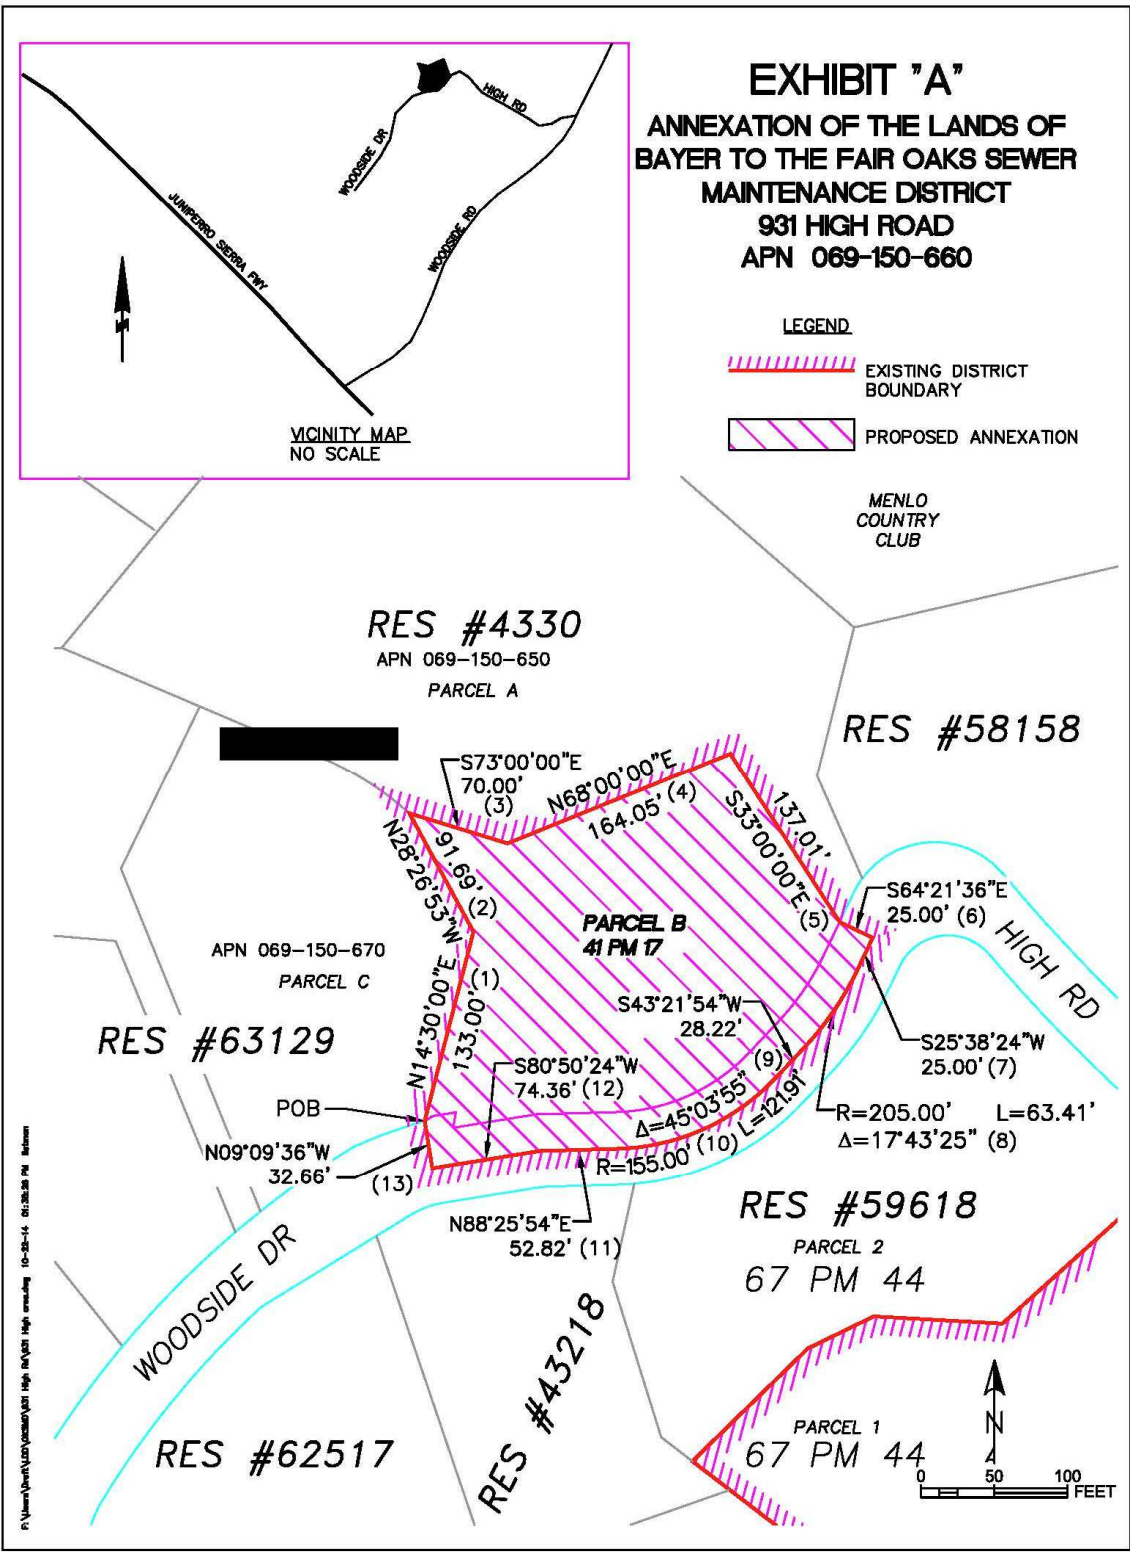 EXHIBIT "A"
ANNEXATION OF THE LANDS OF
BAYER TO THE FAIR OAKS SEWER
MAINTENANCE DISTRICT
931 HIGH ROAD
APN 069-150-660
HIGH RD
WOODSIDE DR
JUNIPERRO SIERRA FWY
WOODSIDE RD
N
VICINITY MAP
NO SCALE
LEGEND
EXISTING DISTRICT
BOUNDARY
PROPOSED ANNEXATION
MENLO
COUNTRY
CLUB
RES #4330
APN 069-150-650
PARCEL A
RES #58158
S73°00'00"E
70.00'
(3)
N68°00'00"E
164.05' (4)
137.01'
S33°00'00"E (5)
N28°26'53"W
91.69' (2)
S64°21'36"E
25.00' (6)
PARCEL B
41 PM 17
HIGH RD
APN 069-150-670
PARCEL C
N14°30'00"E
133.00' (1)
S43°21'54"W
28.22'
(9)
RES #63129
S25°38'24"W
25.00' (7)
S80°50'24"W
74.36' (12)
POB
Δ=45°03'55"
L=121.91'
R=155.00' (10)
R=205.00' L=63.41'
Δ=17°43'25" (8)
N09°09'36"W
32.66'
(13)
N88°25'54"E
52.82' (11)
RES #59618
PARCEL 2
67 PM 44
WOODSIDE DR
RES #43218
PARCEL 1
67 PM 44
N
RES #62517
0 50 100
FEET